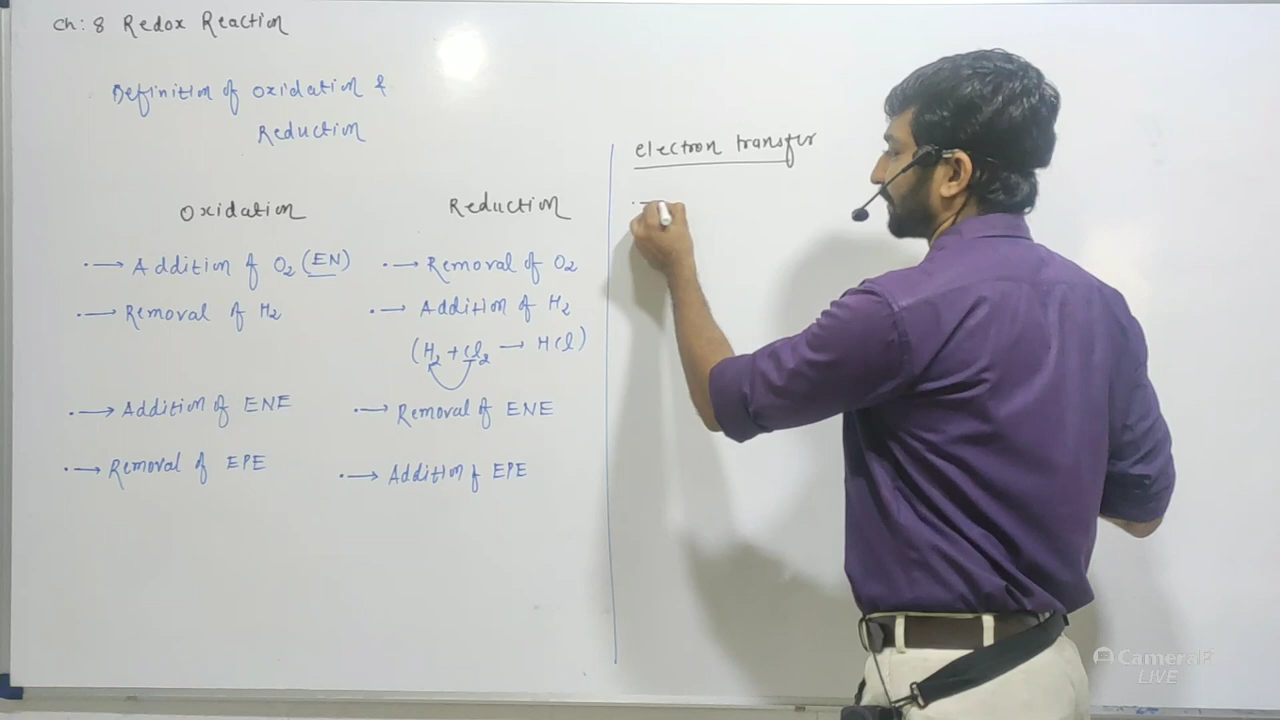 Ch: 8 Redox Reaction
Definition of Oxidation &
Reduction
Oxidation
Reduction
·→ Addition of O2 (EN)
·→ Removal of O2
·→ Removal of H2
·→ Addition of H2
(H2 + Cl2 → HCl)
·→ Addition of ENE
·→ Removal of ENE
·→ Removal of EPE
·→ Addition of EPE
electron transfer
LIVE